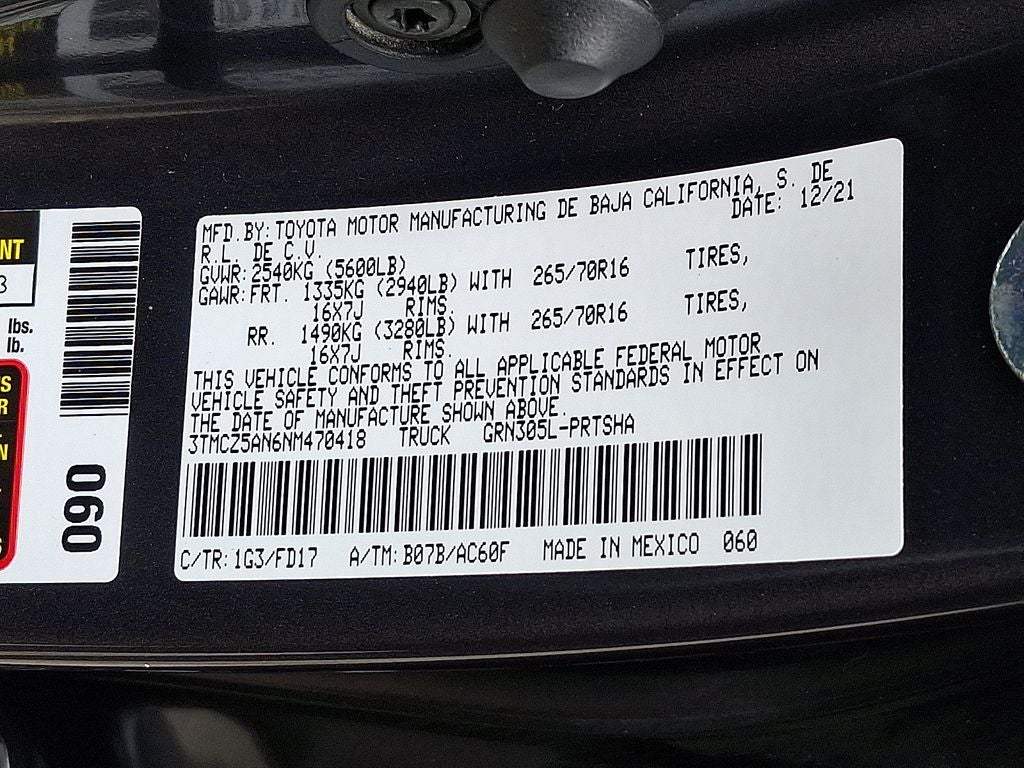 NT
3
lbs.
lb.
S
R
N
S
060
MFD.BY: TOYOTA MOTOR MANUFACTURING DE BAJA CALIFORNIA, S. DE
R.L. DE C.V. DATE: 12/21
GVWR: 2540KG (5600LB)
GAWR: FRT. 1335KG (2940LB) WITH 265/70R16 TIRES,
16X7J RIMS.
RR. 1490KG (3280LB) WITH 265/70R16 TIRES,
16X7J RIMS.
THIS VEHICLE CONFORMS TO ALL APPLICABLE FEDERAL MOTOR
VEHICLE SAFETY AND THEFT PREVENTION STANDARDS IN EFFECT ON
THE DATE OF MANUFACTURE SHOWN ABOVE.
3TMCZ5AN6NM470418 TRUCK GRN305L-PRTSHA
C/TR: 1G3/FD17 A/TM: B07B/AC60F MADE IN MEXICO 060